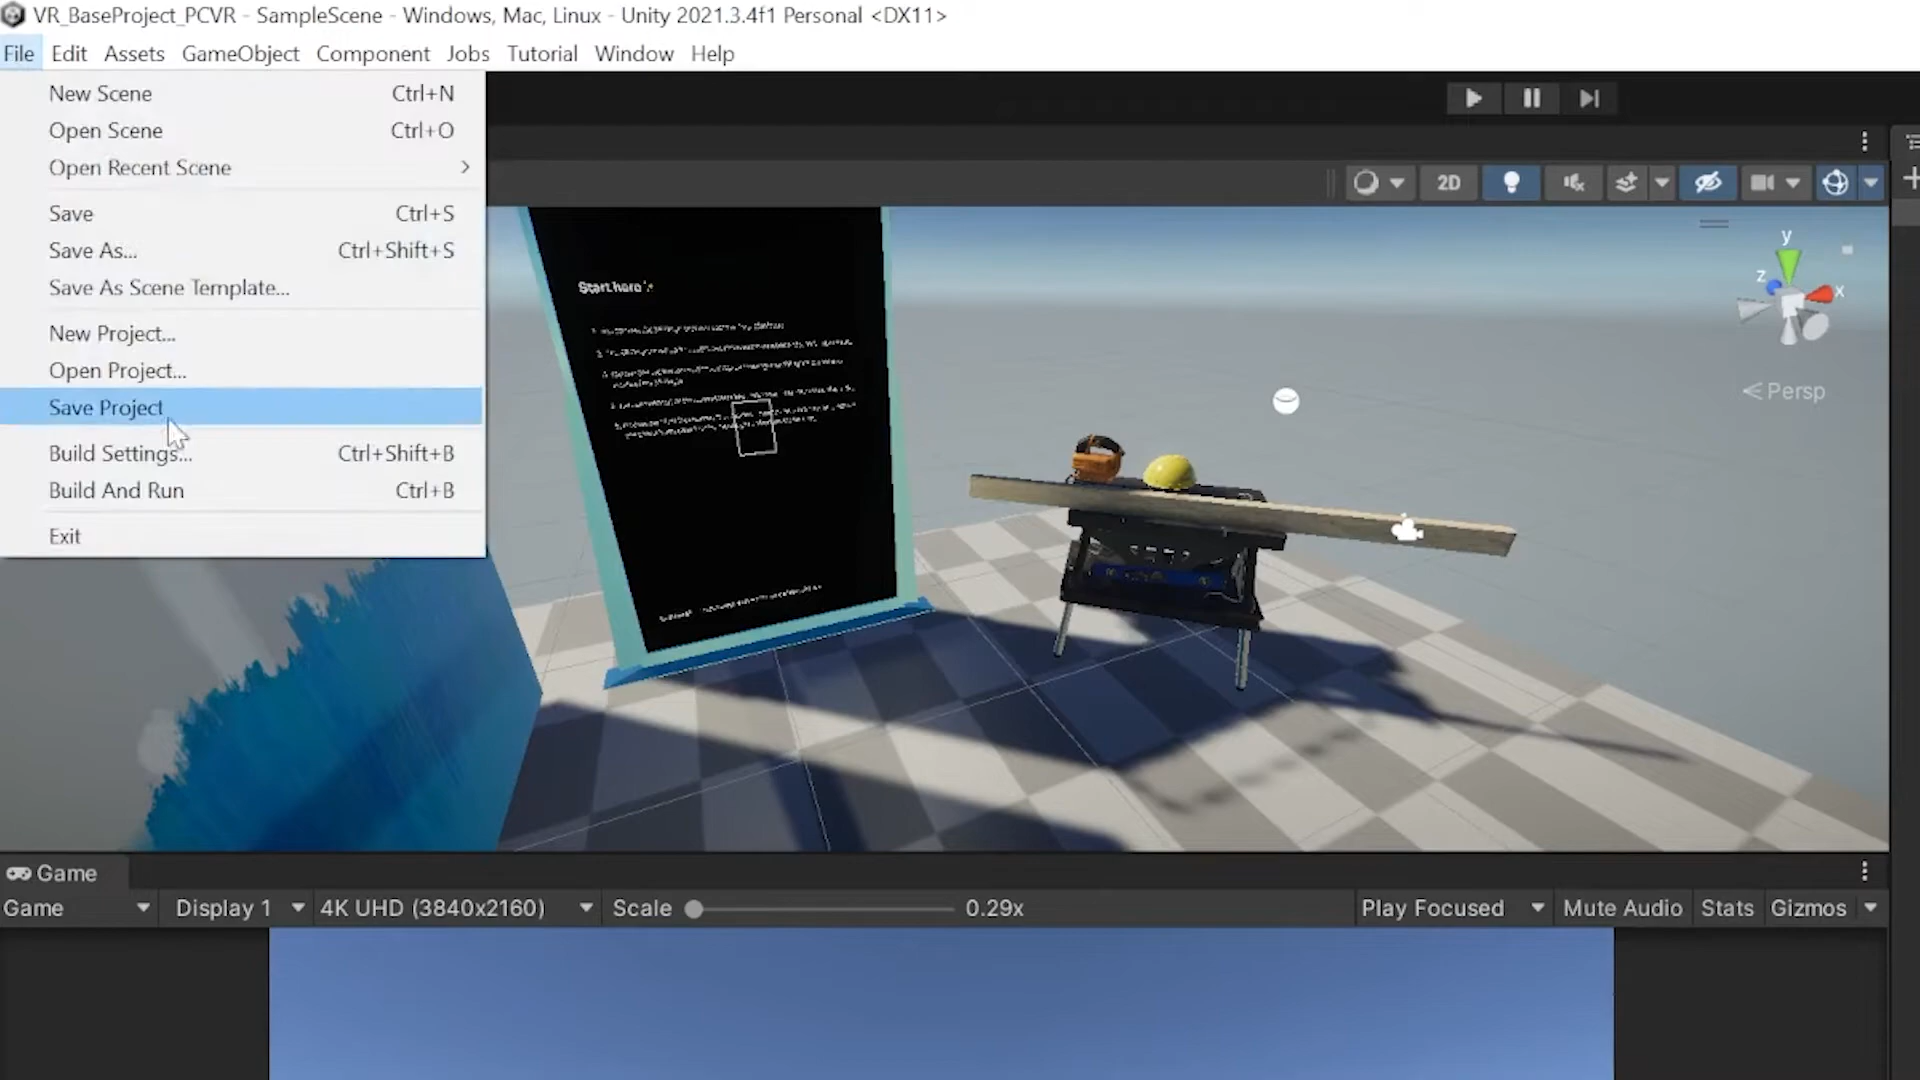 VR_BaseProject_PCVR - SampleScene - Windows, Mac, Linux - Unity 2021.3.4f1 Personal <DX11>
File Edit Assets GameObject Component Jobs Tutorial Window Help
New Scene Ctrl+N
Open Scene Ctrl+O
Open Recent Scene
Save Ctrl+S
Save As... Ctrl+Shift+S
Save As Scene Template...
New Project...
Open Project...
Save Project
Build Settings... Ctrl+Shift+B
Build And Run Ctrl+B
Exit
2D
Start here
y
z
x
< Persp
Game
Game Display 1 4K UHD (3840x2160) Scale 0.29x Play Focused Mute Audio Stats Gizmos